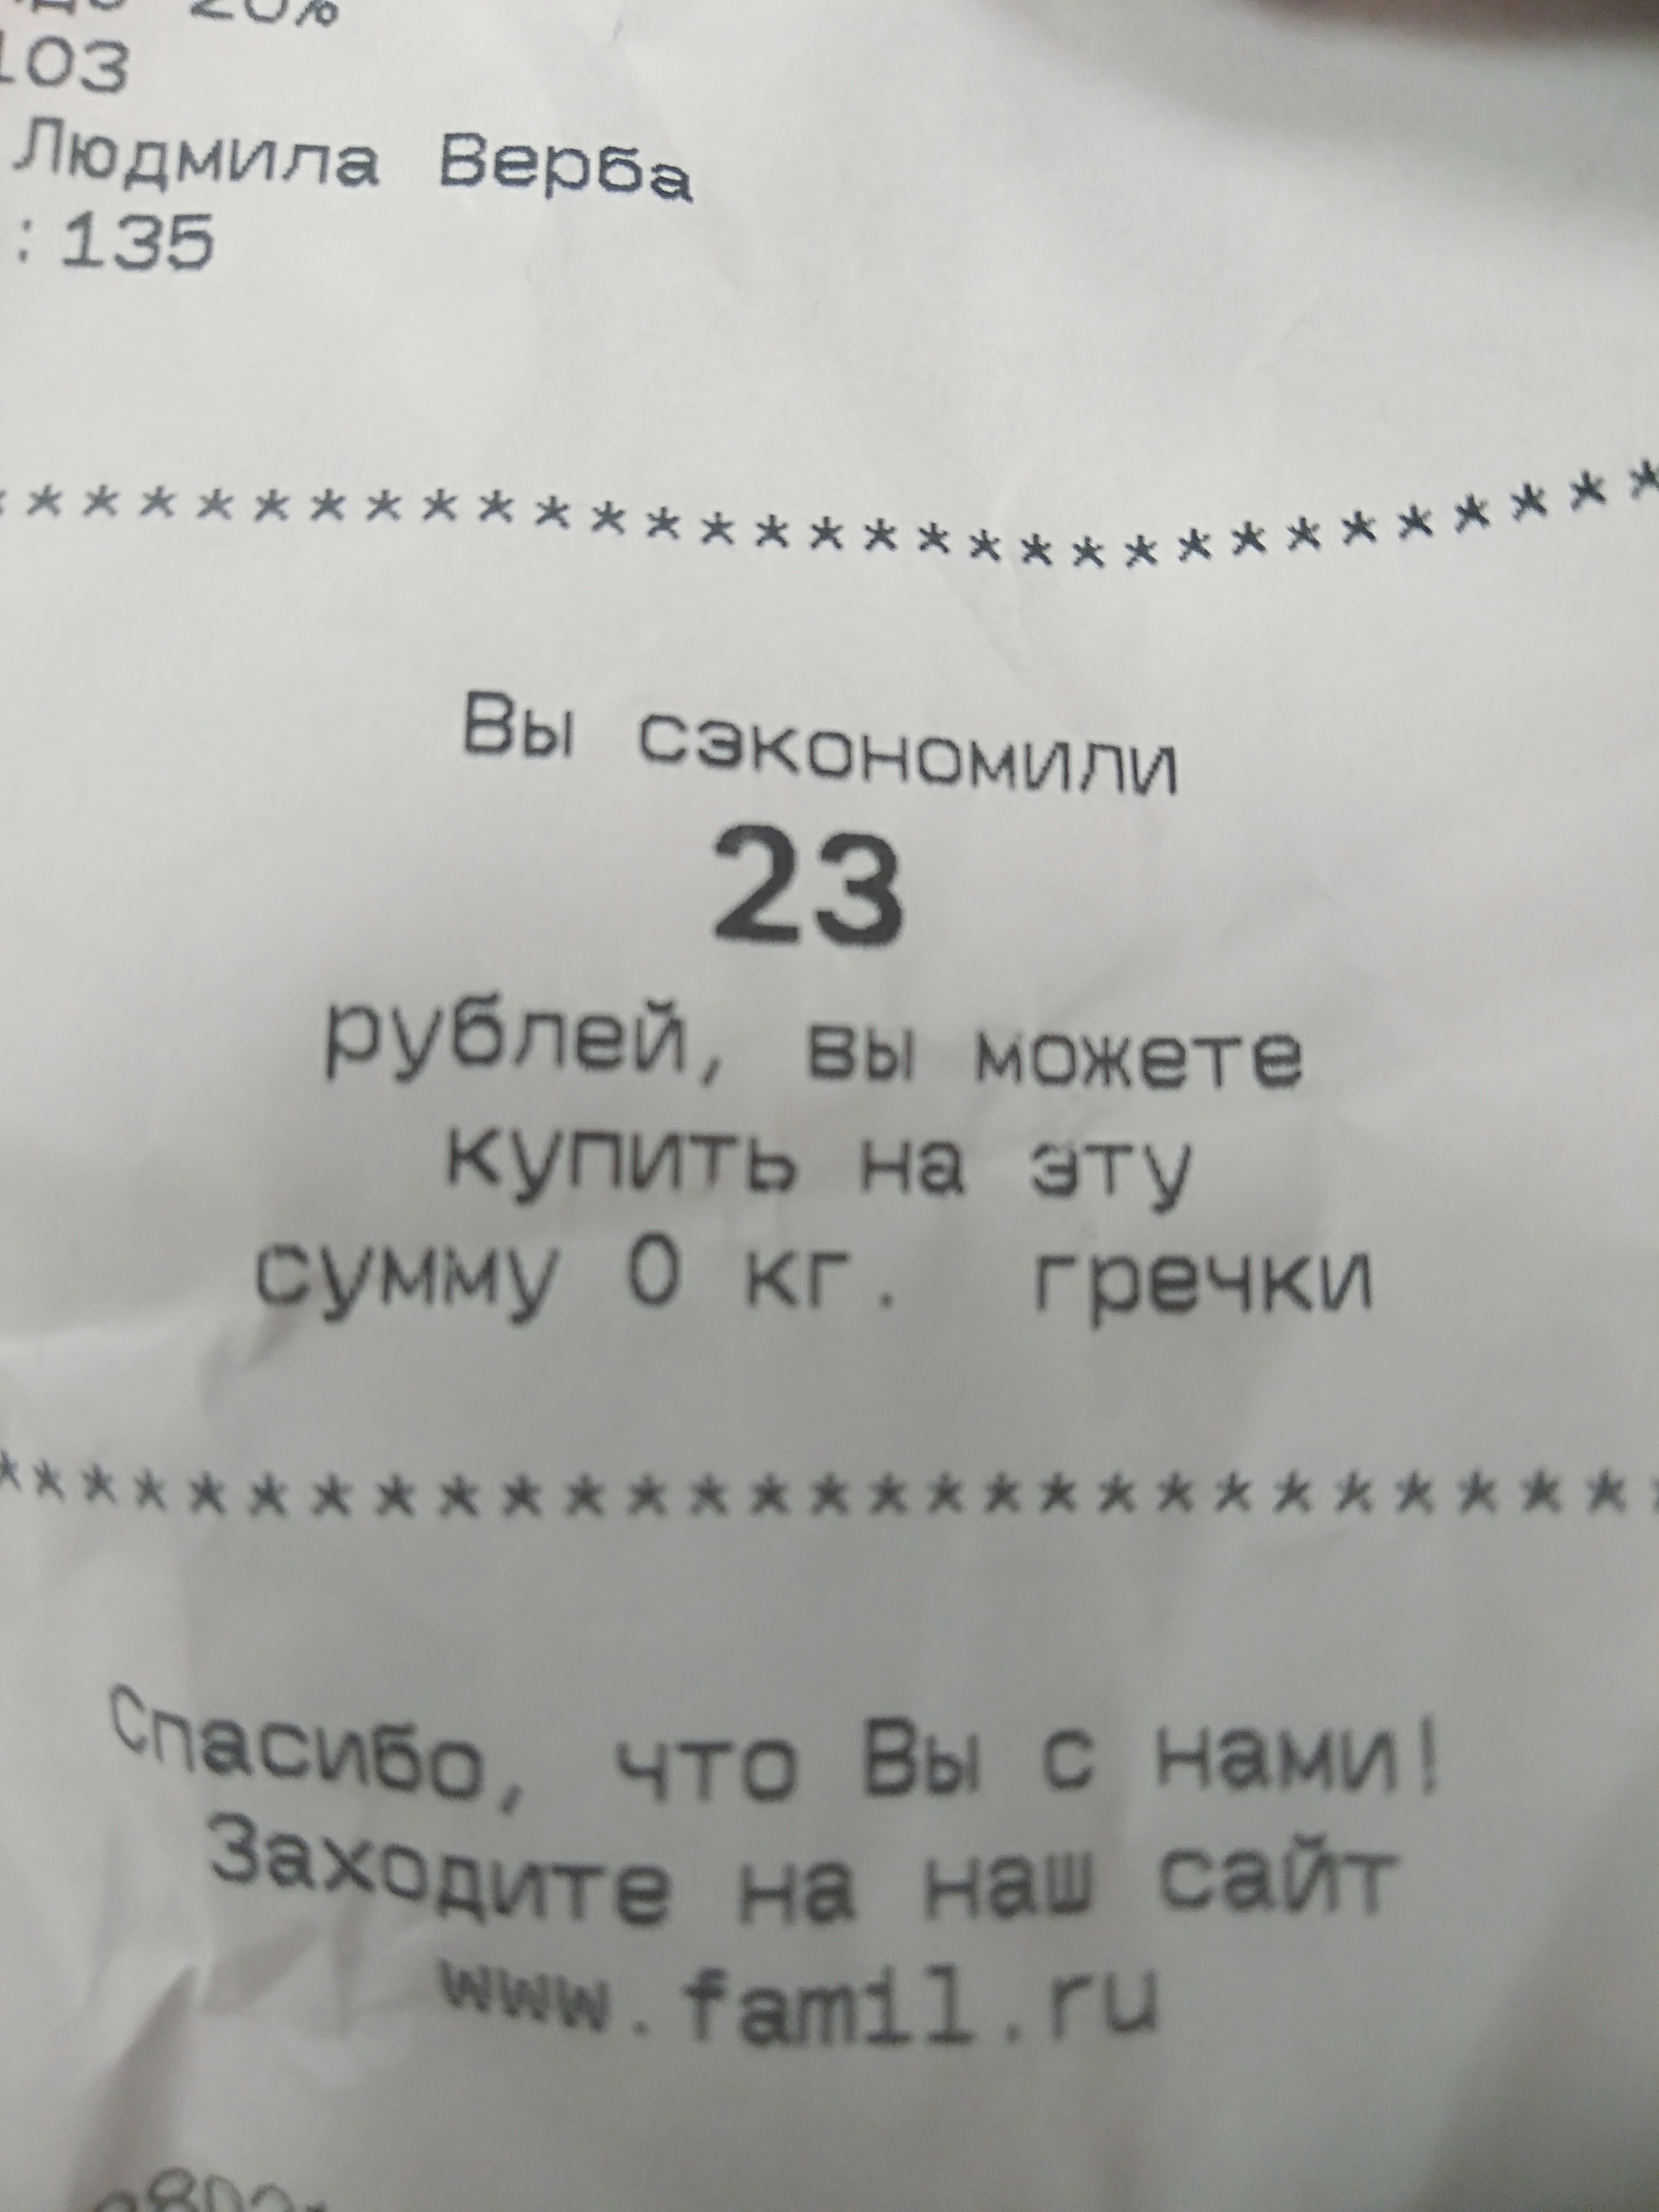 20%
103
Людмила Верба
:135
******************************
Вы сэкономили
23
рублей, вы можете
купить на эту
сумму 0 кг. гречки
******************************
Спасибо, что Вы с нами!
Заходите на наш сайт
www.famil.ru